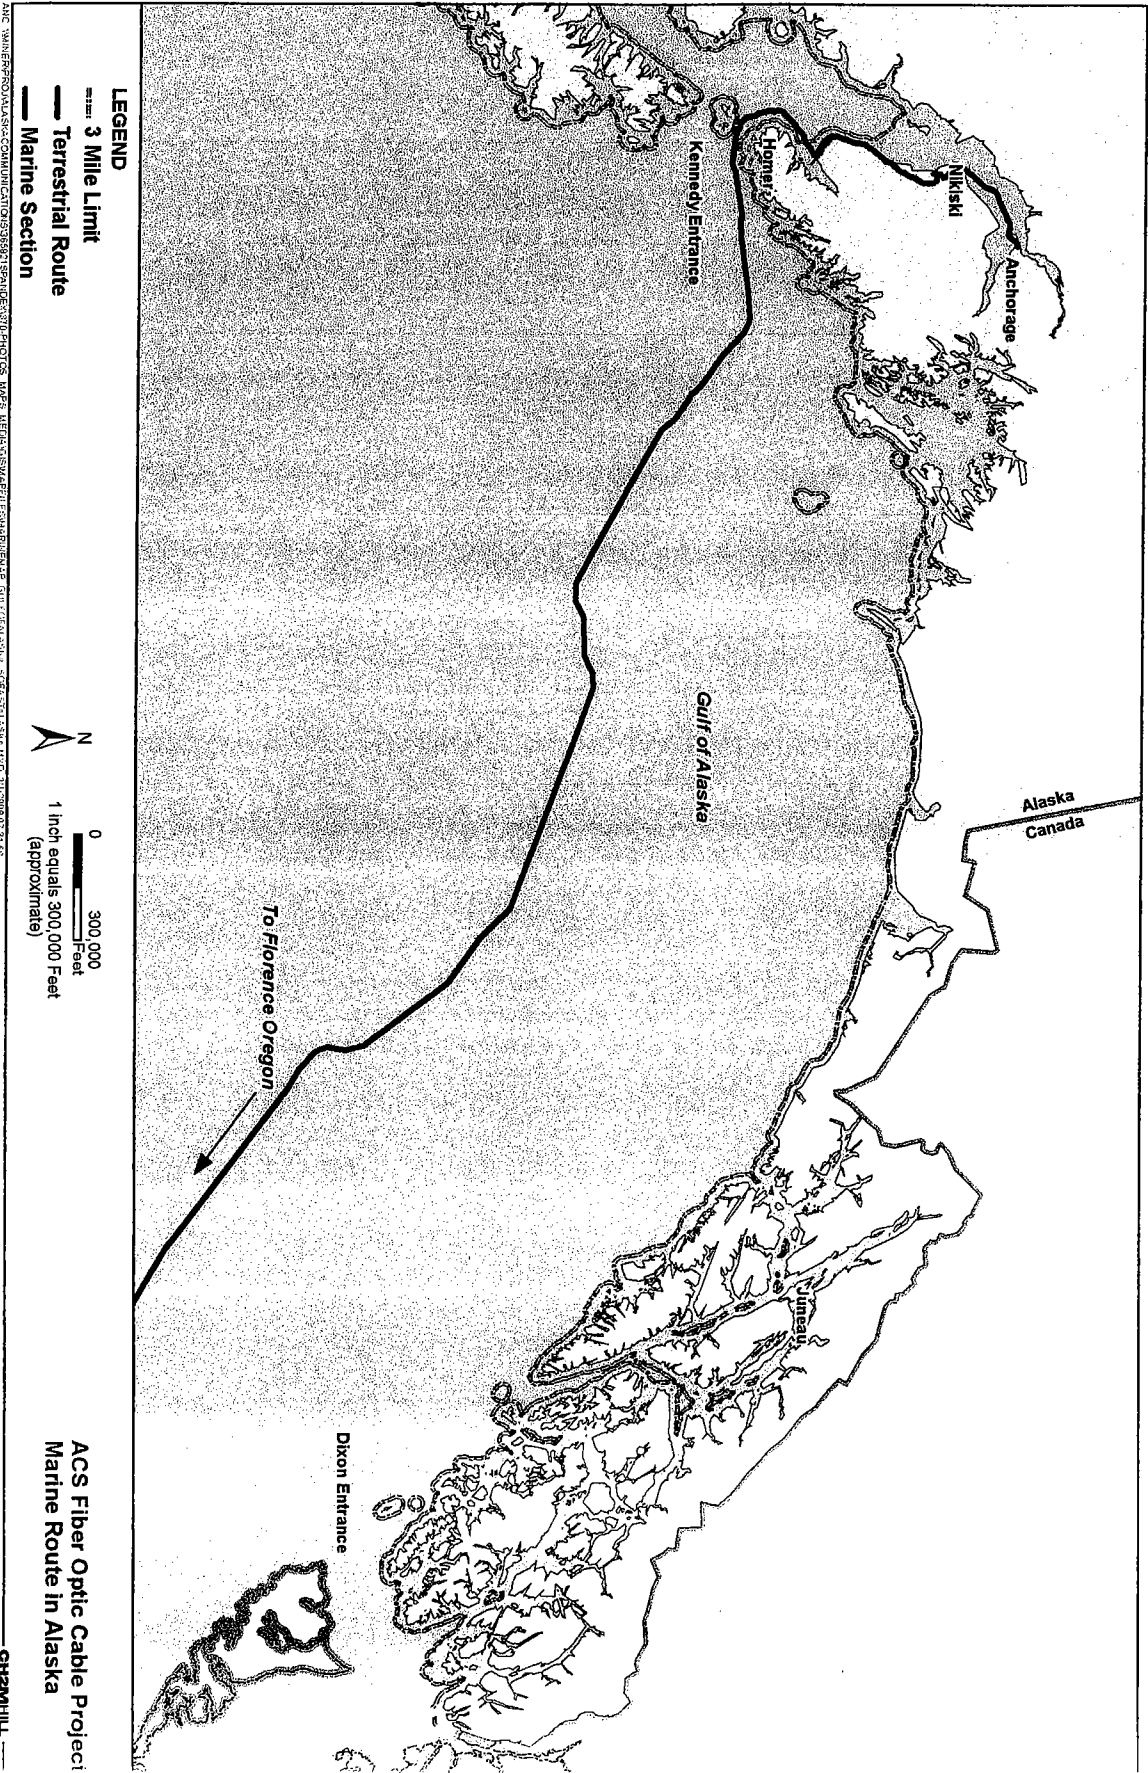 Anchorage
Nikiski
Homer
Kennedy Entrance
Gulf of Alaska
Alaska
Canada
Juneau
To Florence Oregon
Dixon Entrance
LEGEND
3 Mile Limit
Terrestrial Route
Marine Section
N
0 300,000
Feet
1 inch equals 300,000 Feet
(approximate)
ACS Fiber Optic Cable Project
Marine Route in Alaska
CH2MHILL